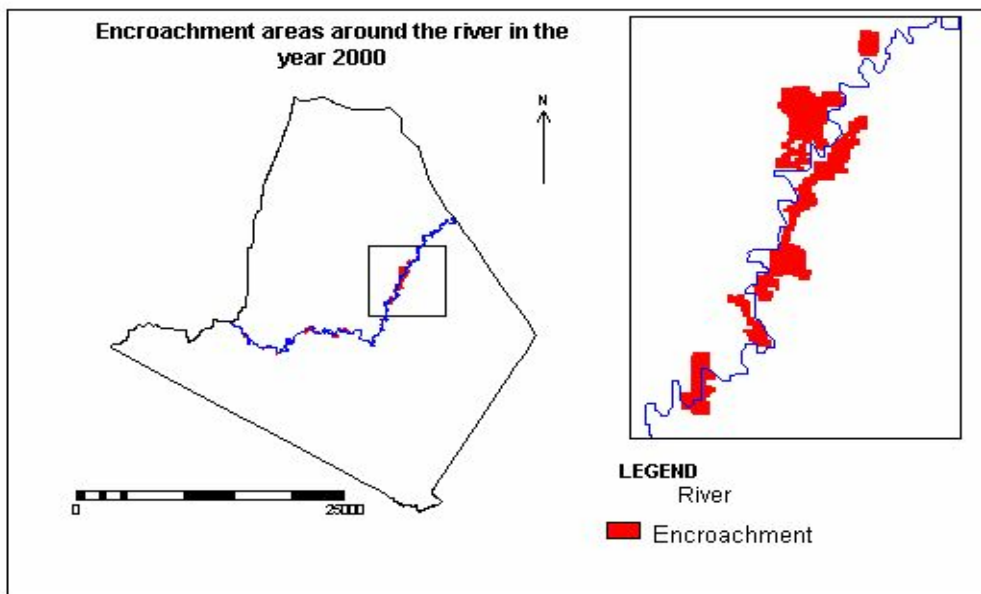 Encroachment areas around the river in the
year 2000
N
0 25000
LEGEND
River
Encroachment